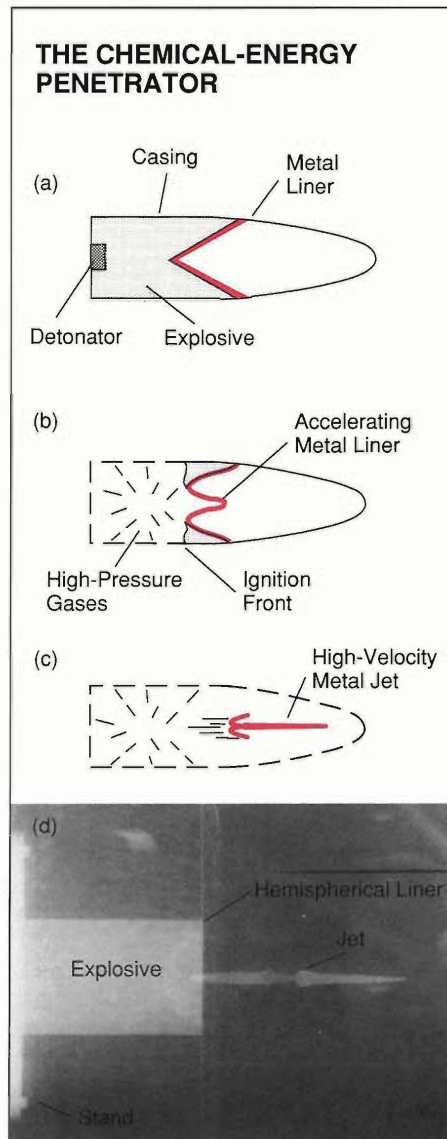 THE CHEMICAL-ENERGY
PENETRATOR
(a)
Casing
Metal
Liner
Detonator
Explosive
(b)
Accelerating
Metal Liner
High-Pressure
Gases
Ignition
Front
(c)
High-Velocity
Metal Jet
(d)
Hemispherical Liner
Jet
Explosive
Stand